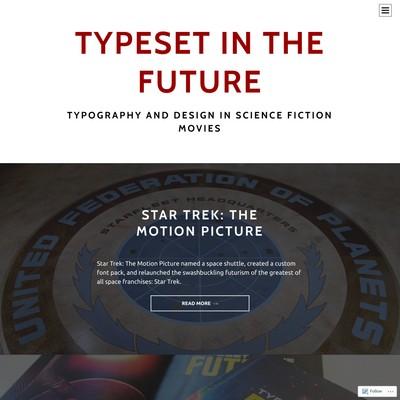 TYPESET IN THE
FUTURE
TYPOGRAPHY AND DESIGN IN SCIENCE FICTION
MOVIES
UNITED FEDERATION OF PLANETS
STARFLEET HEADQUARTERS
STAR TREK: THE
MOTION PICTURE
Star Trek: The Motion Picture named a space shuttle, created a custom
font pack, and relaunched the swashbuckling futurism of the greatest of
all space franchises: Star Trek.
READ MORE →
FUT
Follow